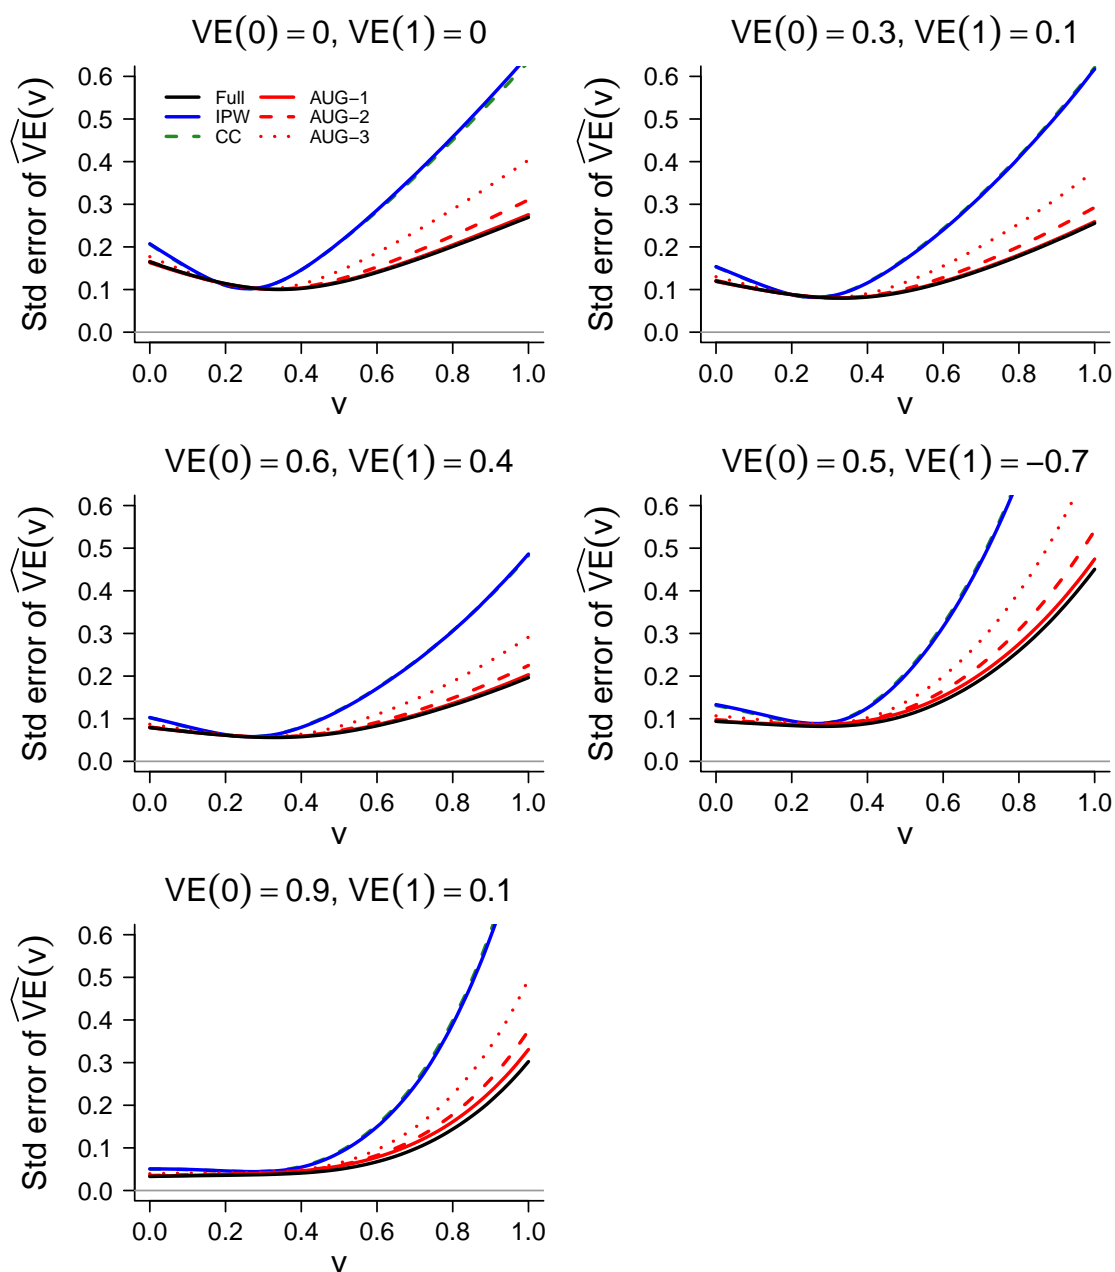 VE(0) = 0, VE(1) = 0
Std error of V̂E(v)
0.6
0.5
0.4
0.3
0.2
0.1
0.0
Full
IPW
CC
AUG−1
AUG−2
AUG−3
0.0 0.2 0.4 0.6 0.8 1.0
v
VE(0) = 0.3, VE(1) = 0.1
Std error of V̂E(v)
0.6
0.5
0.4
0.3
0.2
0.1
0.0
0.0 0.2 0.4 0.6 0.8 1.0
v
VE(0) = 0.6, VE(1) = 0.4
Std error of V̂E(v)
0.6
0.5
0.4
0.3
0.2
0.1
0.0
0.0 0.2 0.4 0.6 0.8 1.0
v
VE(0) = 0.5, VE(1) = −0.7
Std error of V̂E(v)
0.6
0.5
0.4
0.3
0.2
0.1
0.0
0.0 0.2 0.4 0.6 0.8 1.0
v
VE(0) = 0.9, VE(1) = 0.1
Std error of V̂E(v)
0.6
0.5
0.4
0.3
0.2
0.1
0.0
0.0 0.2 0.4 0.6 0.8 1.0
v